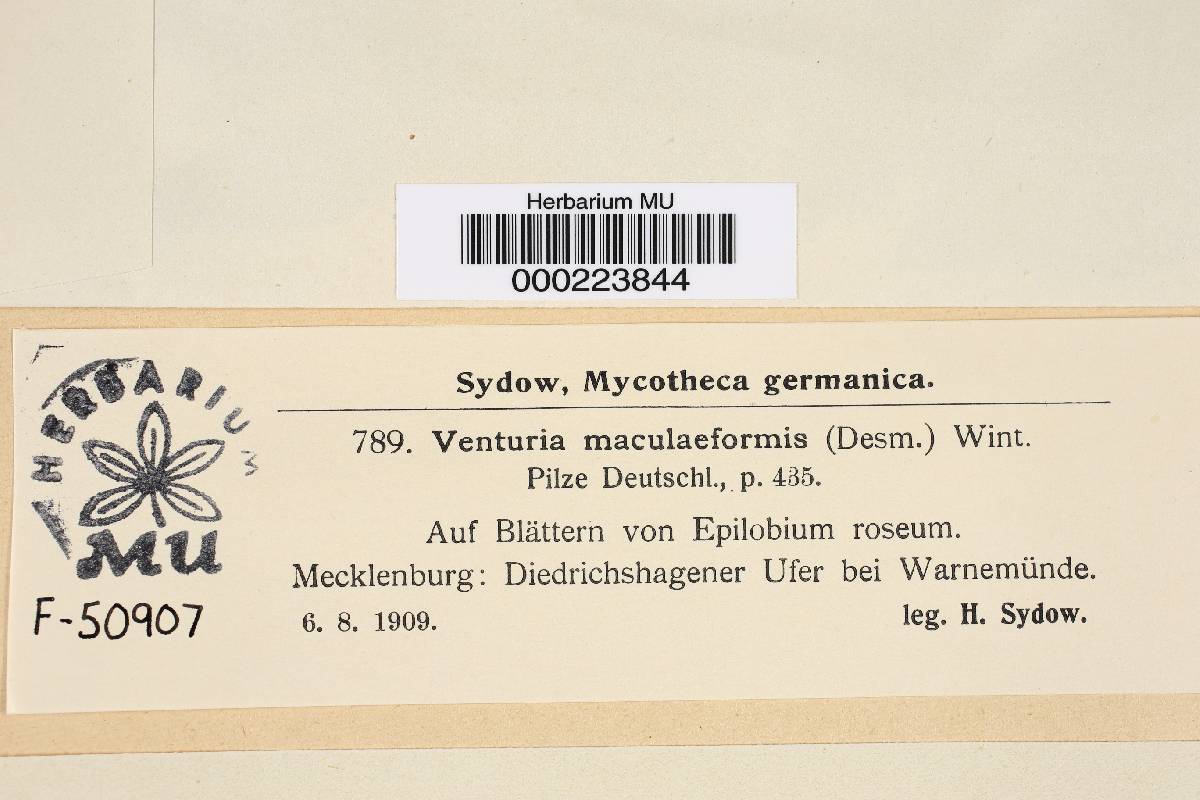 Herbarium MU
000223844
HERBARIUM
MU
F-50907
Sydow, Mycotheca germanica.
789. Venturia maculaeformis (Desm.) Wint.
Pilze Deutschl., p. 435.
Auf Blättern von Epilobium roseum.
Mecklenburg: Diedrichshagener Ufer bei Warnemünde.
6. 8. 1909. leg. H. Sydow.